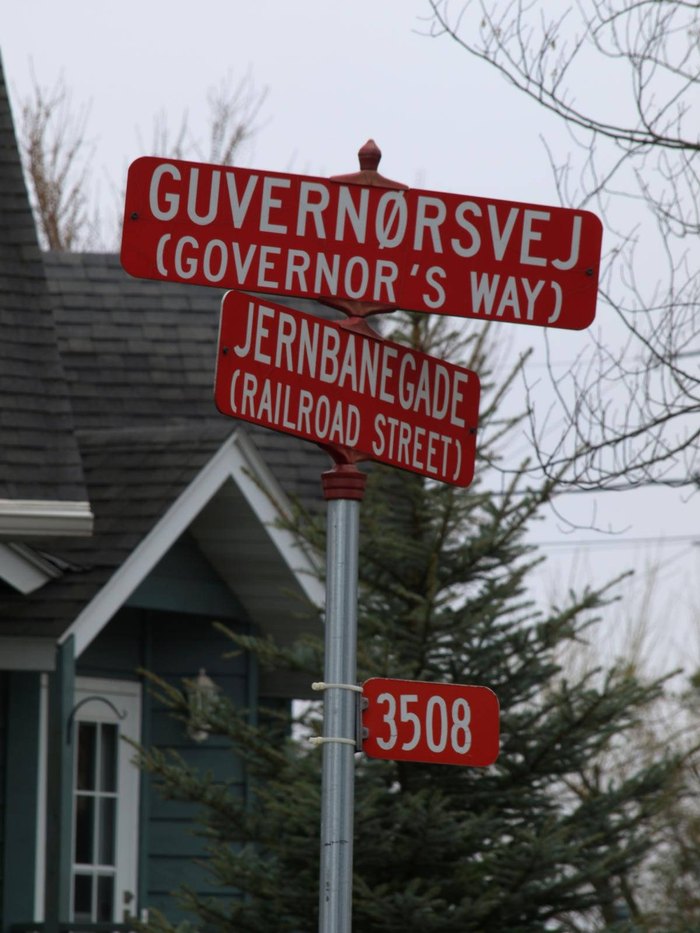 GUVERNØRSVEJ
(GOVERNOR'S WAY)
JERNBANEGADE
(RAILROAD STREET)
3508